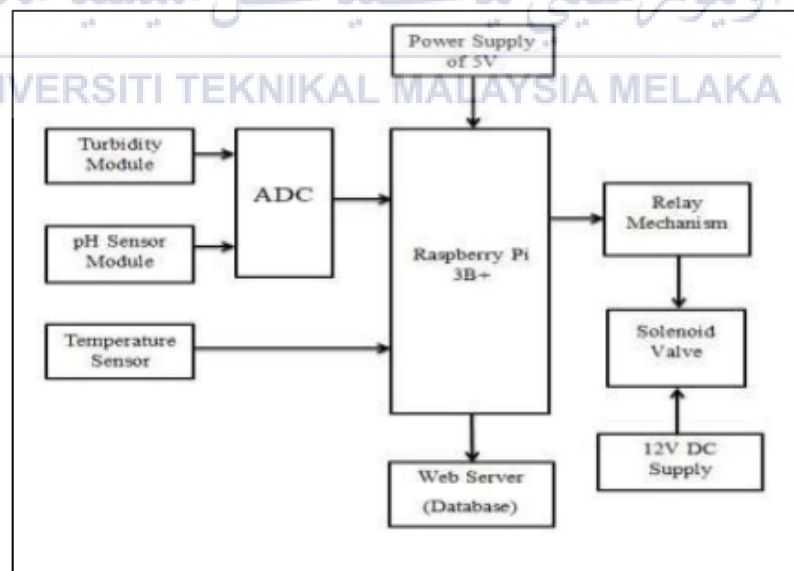 Power Supply
of 5V
UNIVERSITI TEKNIKAL MALAYSIA MELAKA
Turbidity
Module
ADC
pH Sensor
Module
Temperature
Sensor
Raspberry Pi
3B+
Relay
Mechanism
Solenoid
Valve
12V DC
Supply
Web Server
(Database)